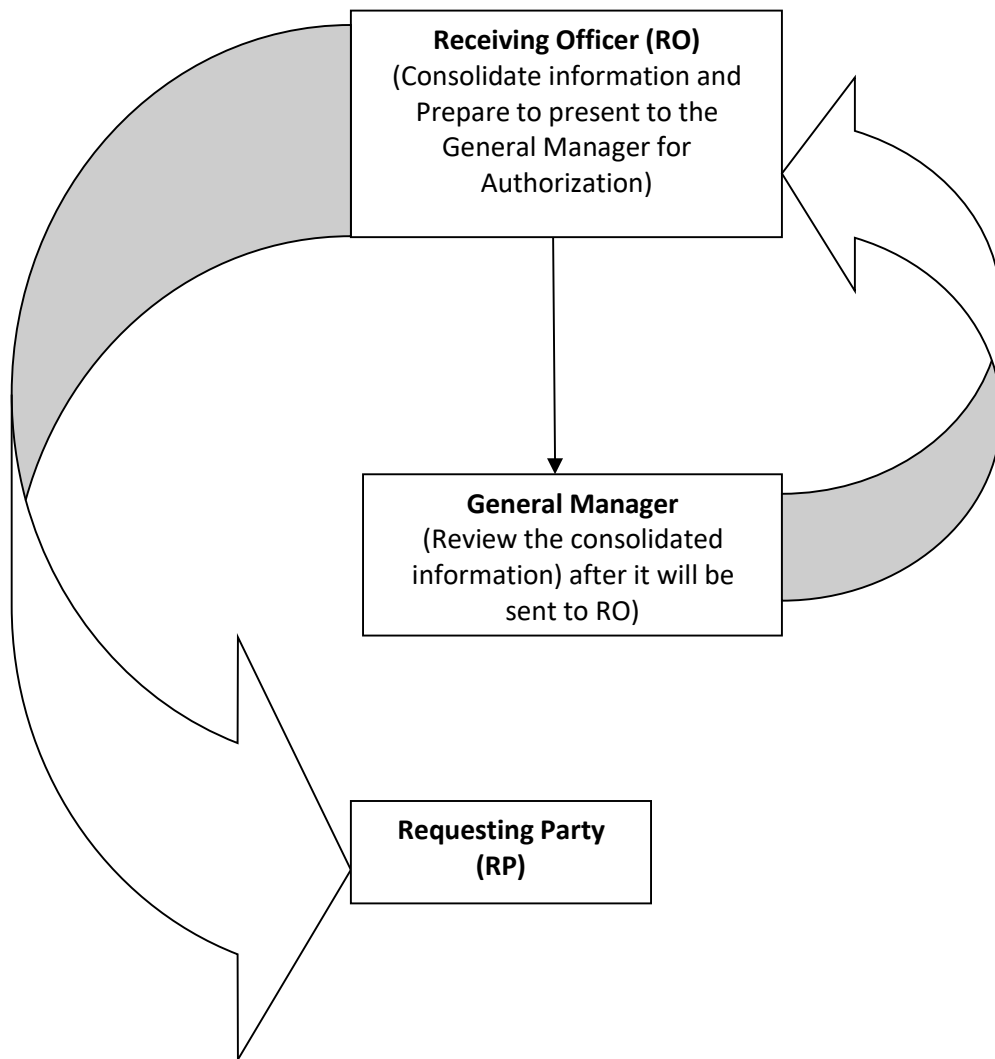 Receiving Officer (RO)
(Consolidate information and
Prepare to present to the
General Manager for
Authorization)
General Manager
(Review the consolidated
information) after it will be
sent to RO)
Requesting Party
(RP)